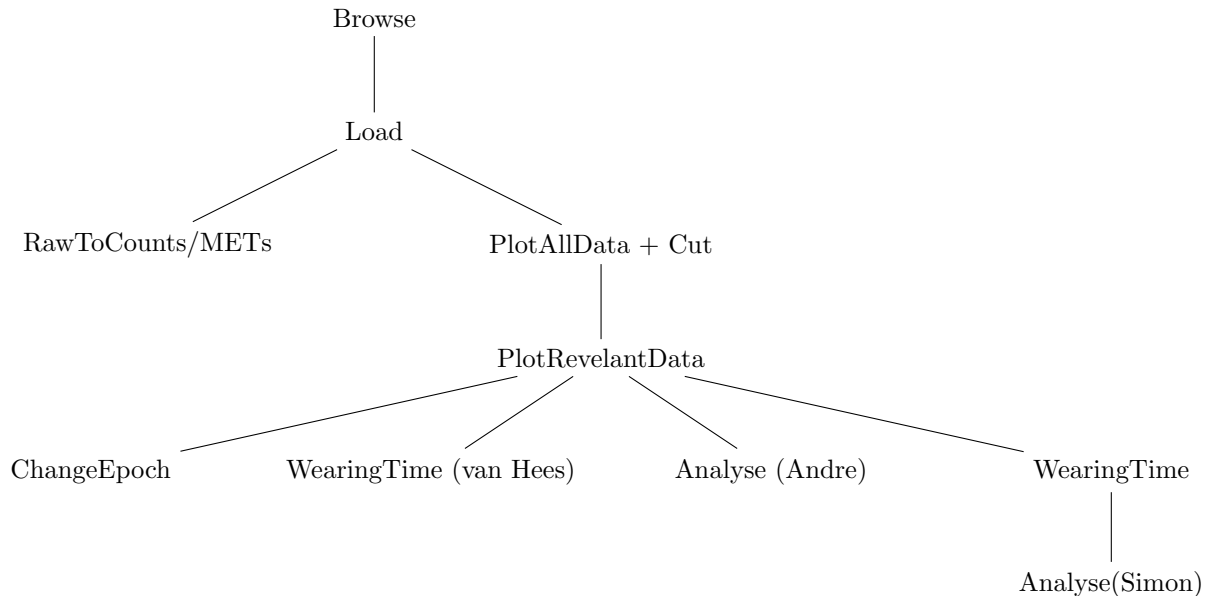 Browse
Load
RawToCounts/METs
PlotAllData + Cut
PlotRevelantData
ChangeEpoch
WearingTime (van Hees)
Analyse (Andre)
WearingTime
Analyse(Simon)